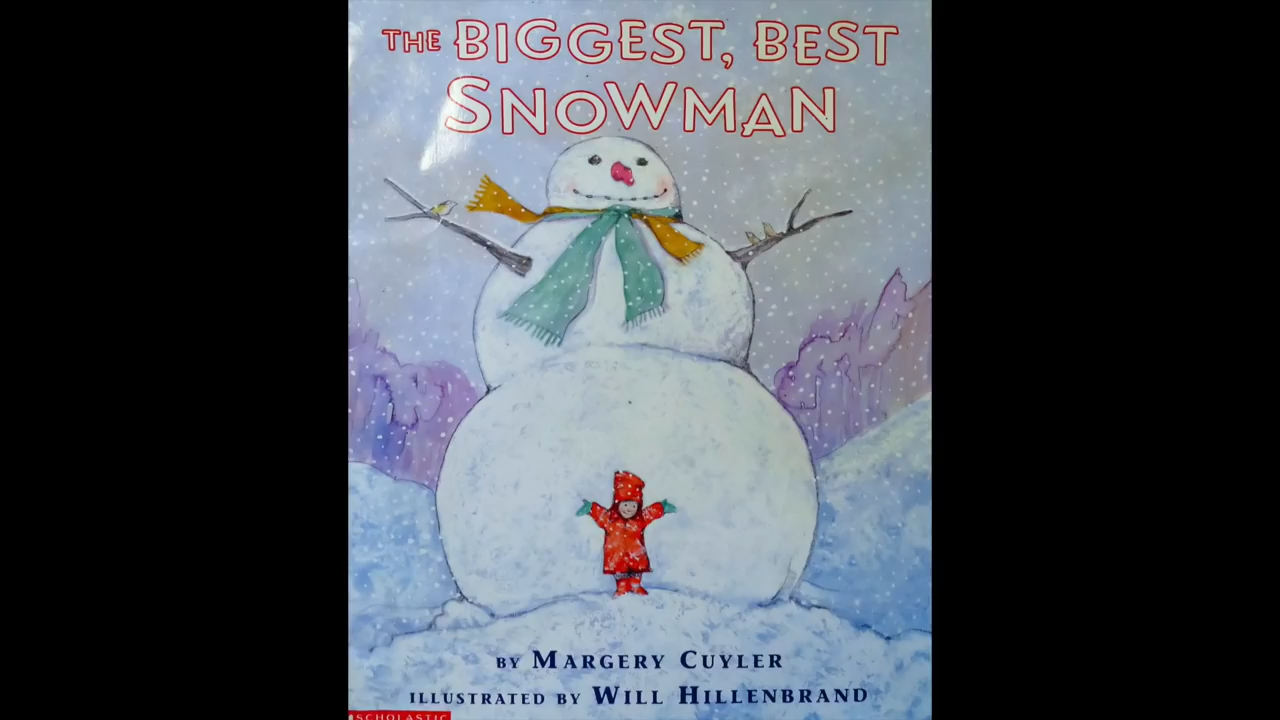 THE BIGGEST, BEST
SNOWMAN
BY MARGERY CUYLER
ILLUSTRATED BY WILL HILLENBRAND
SCHOLASTIC